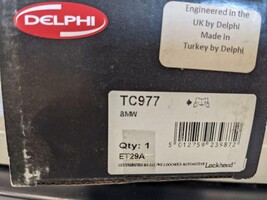 DELPHI
Engineered in the
UK by Delphi
Made in
Turkey by Delphi
TC977
BMW
Qty: 1
ET29A
5 012759 239872
Lockheed